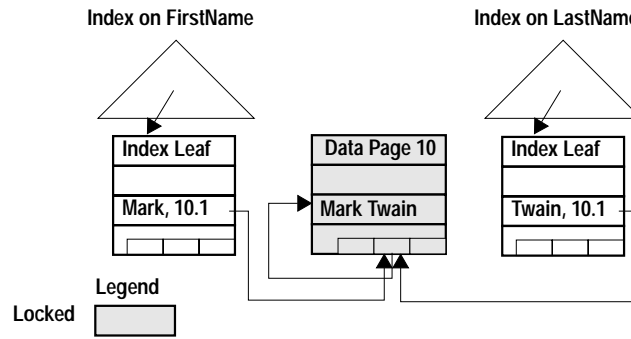 Index on FirstName
Index on LastName
Index Leaf
Data Page 10
Index Leaf
Mark, 10.1
Mark Twain
Twain, 10.1
Legend
Locked